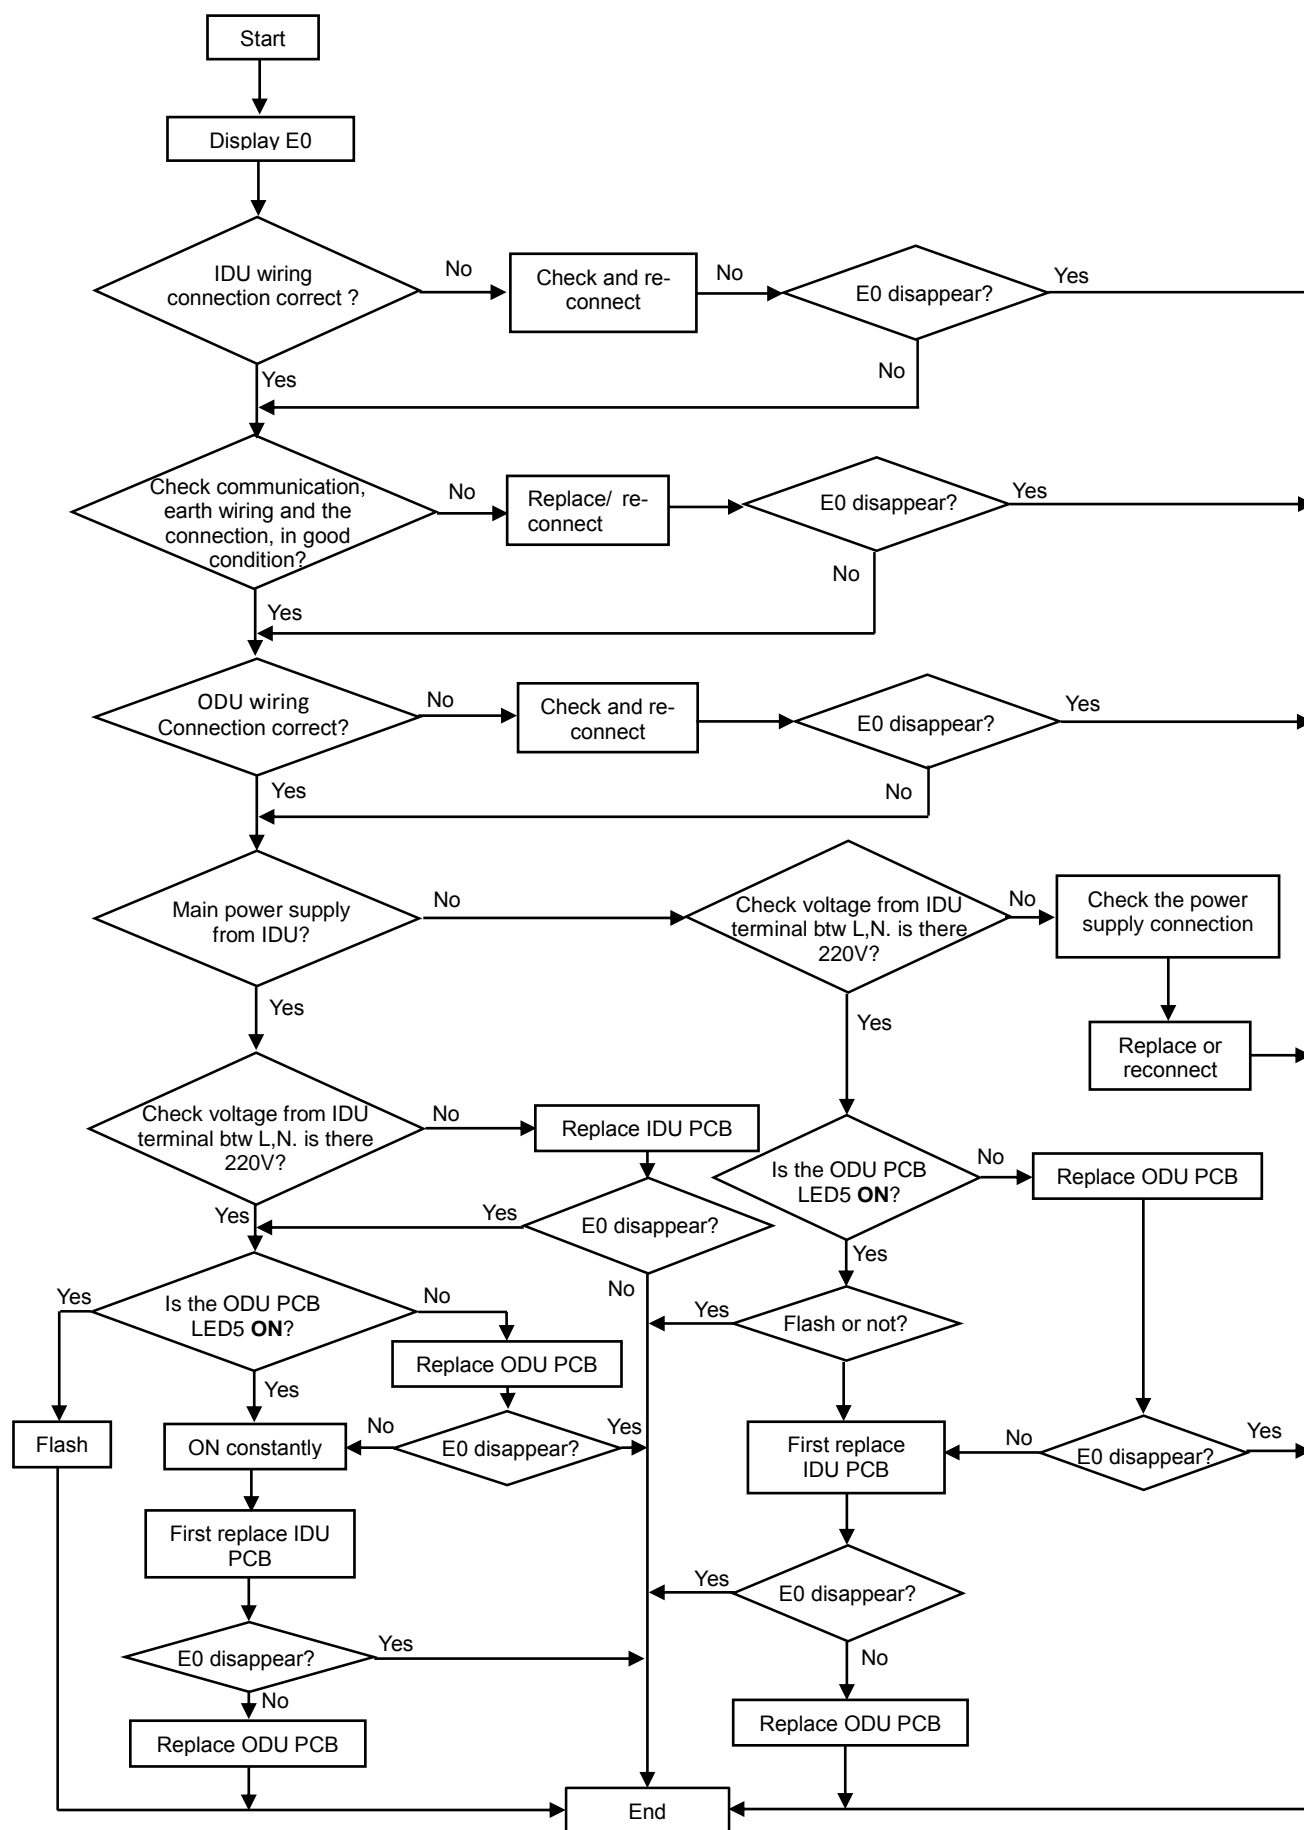 Start
Display E0
IDU wiring
connection correct ?
No
Check and re-
connect
No
E0 disappear?
Yes
No
Yes
Check communication,
earth wiring and the
connection, in good
condition?
No
Replace/ re-
connect
E0 disappear?
Yes
No
Yes
ODU wiring
Connection correct?
No
Check and re-
connect
E0 disappear?
Yes
No
Yes
Main power supply
from IDU?
No
Check voltage from IDU
terminal btw L,N. is there
220V?
No
Check the power
supply connection
Yes
Yes
Replace or
reconnect
Check voltage from IDU
terminal btw L,N. is there
220V?
No
Replace IDU PCB
Is the ODU PCB
LED5 ON?
No
Replace ODU PCB
Yes
Yes
E0 disappear?
Yes
No
Yes
Is the ODU PCB
LED5 ON?
No
Yes
Flash or not?
Replace ODU PCB
Yes
Flash
ON constantly
No
E0 disappear?
Yes
First replace
IDU PCB
No
E0 disappear?
Yes
First replace IDU
PCB
Yes
E0 disappear?
E0 disappear?
Yes
No
No
Replace ODU PCB
Replace ODU PCB
End